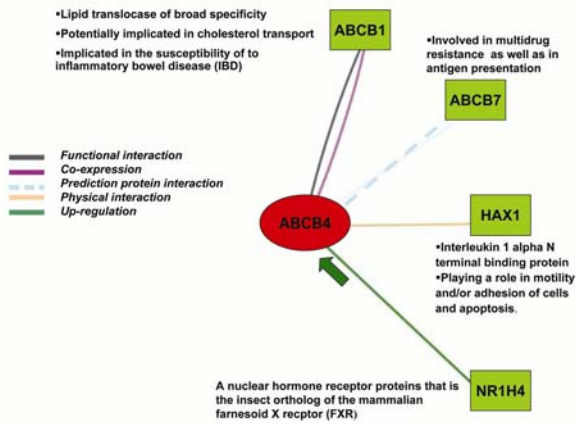 ▪Lipid translocase of broad specificity
▪Potentially implicated in cholesterol transport
▪Implicated in the susceptibility of to
inflammatory bowel disease (IBD)
ABCB1
▪Involved in multidrug
resistance as well as in
antigen presentation
ABCB7
Functional interaction
Co-expression
Prediction protein interaction
Physical interaction
Up-regulation
ABCB4
HAX1
▪Interleukin 1 alpha N
terminal binding protein
▪Playing a role in motility
and/or adhesion of cells
and apoptosis.
A nuclear hormone receptor proteins that is
the insect ortholog of the mammalian
farnesoid X recptor (FXR)
NR1H4